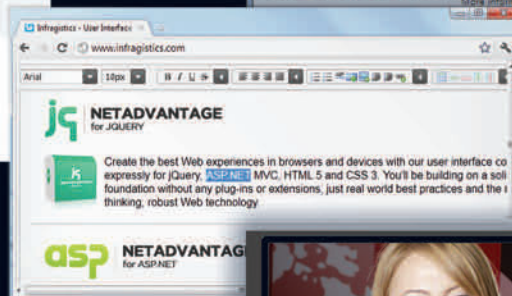 Infragistics - User Interface
www.infragistics.com
Arial 10px B I U S
jq NETADVANTAGE
for JQUERY
Create the best Web experiences in browsers and devices with our user interface co
expressly for jQuery, ASP.NET MVC, HTML 5 and CSS 3. You'll be building on a soli
foundation without any plug-ins or extensions, just real world best practices and the
thinking, robust Web technology
asp NETADVANTAG
for ASP.NET